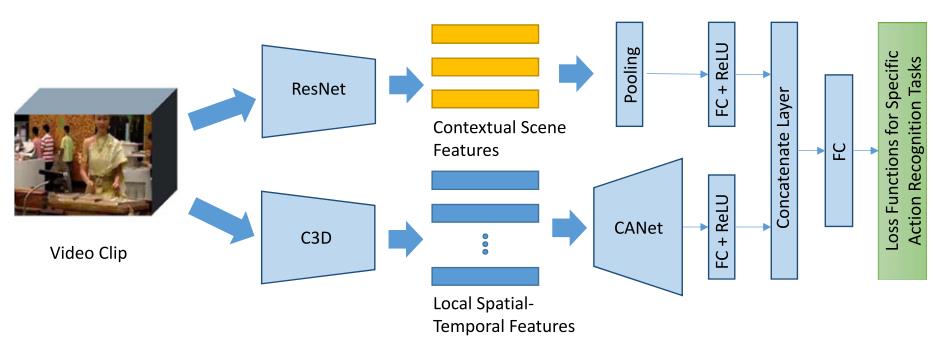 Video Clip
ResNet
C3D
Contextual Scene
Features
Local Spatial-
Temporal Features
Pooling
CANet
FC + ReLU
FC + ReLU
Concatenate Layer
FC
Loss Functions for Specific
Action Recognition Tasks